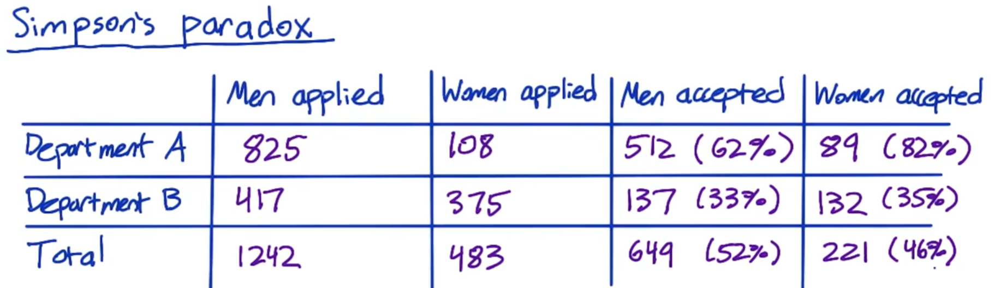 Simpson's paradox
Men applied Women applied Men accepted Women accepted
Department A 825 108 512 (62%) 89 (82%)
Department B 417 375 137 (33%) 132 (35%)
Total 1242 483 649 (52%) 221 (46%)